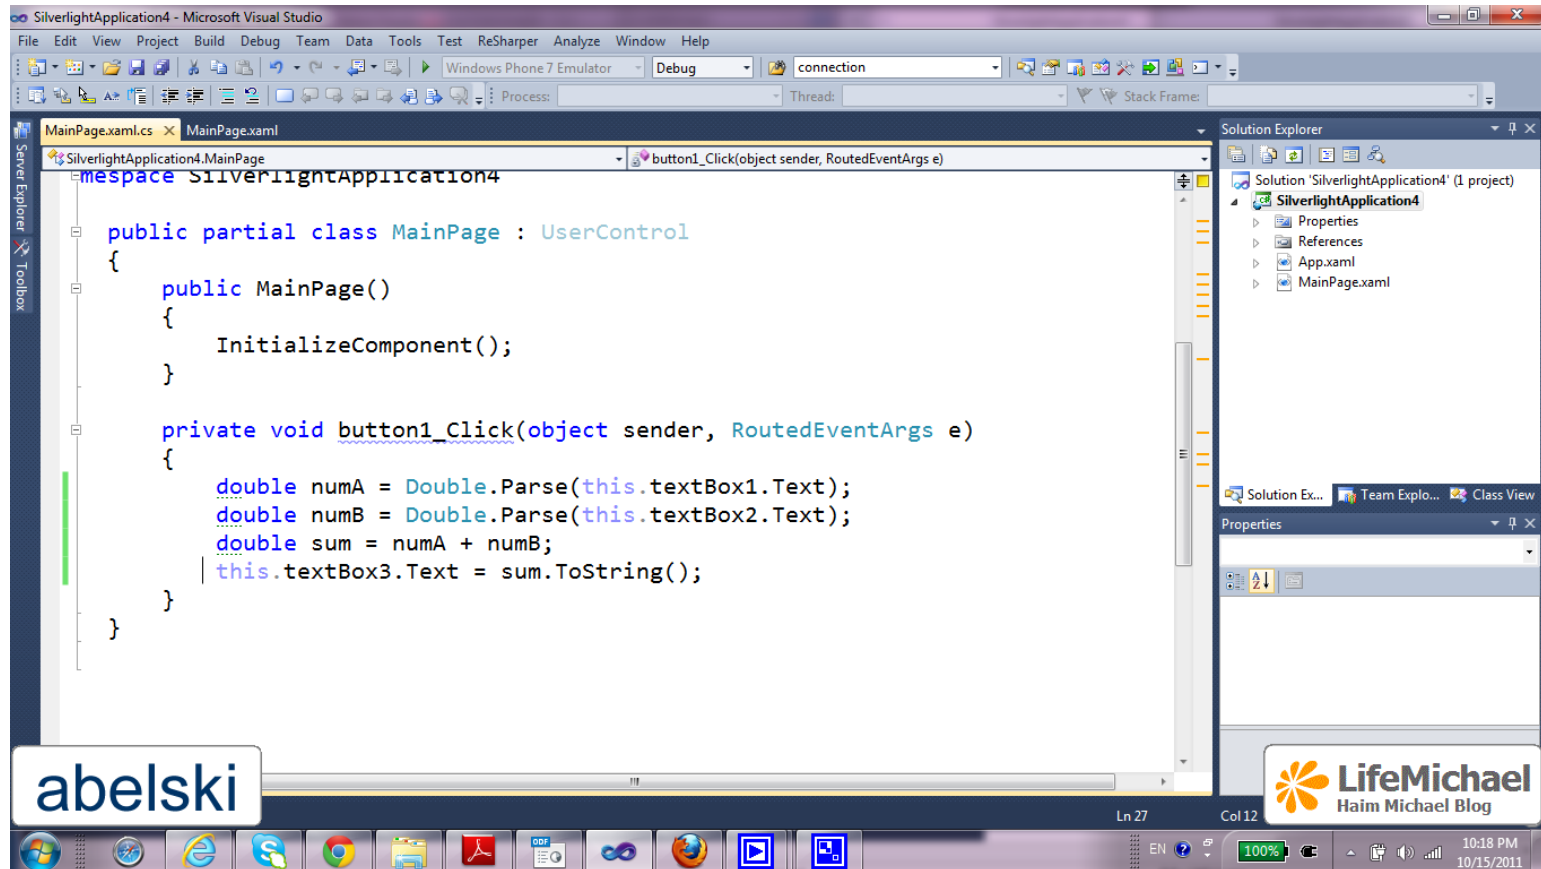 SilverlightApplication4 - Microsoft Visual Studio
File Edit View Project Build Debug Team Data Tools Test ReSharper Analyze Window Help
Windows Phone 7 Emulator Debug connection
Process: Thread: Stack Frame:
Server Explorer
Toolbox
MainPage.xaml.cs MainPage.xaml
SilverlightApplication4.MainPage button1_Click(object sender, RoutedEventArgs e)
mespace SilverlightApplication4
public partial class MainPage : UserControl
{
public MainPage()
{
InitializeComponent();
}
private void button1_Click(object sender, RoutedEventArgs e)
{
double numA = Double.Parse(this.textBox1.Text);
double numB = Double.Parse(this.textBox2.Text);
double sum = numA + numB;
this.textBox3.Text = sum.ToString();
}
}
Solution Explorer
Solution 'SilverlightApplication4' (1 project)
SilverlightApplication4
Properties
References
App.xaml
MainPage.xaml
Solution Ex... Team Explo... Class View
Properties
abelski
LifeMichael
Haim Michael Blog
Ln 27 Col 12
EN 100% 10:18 PM
10/15/2011